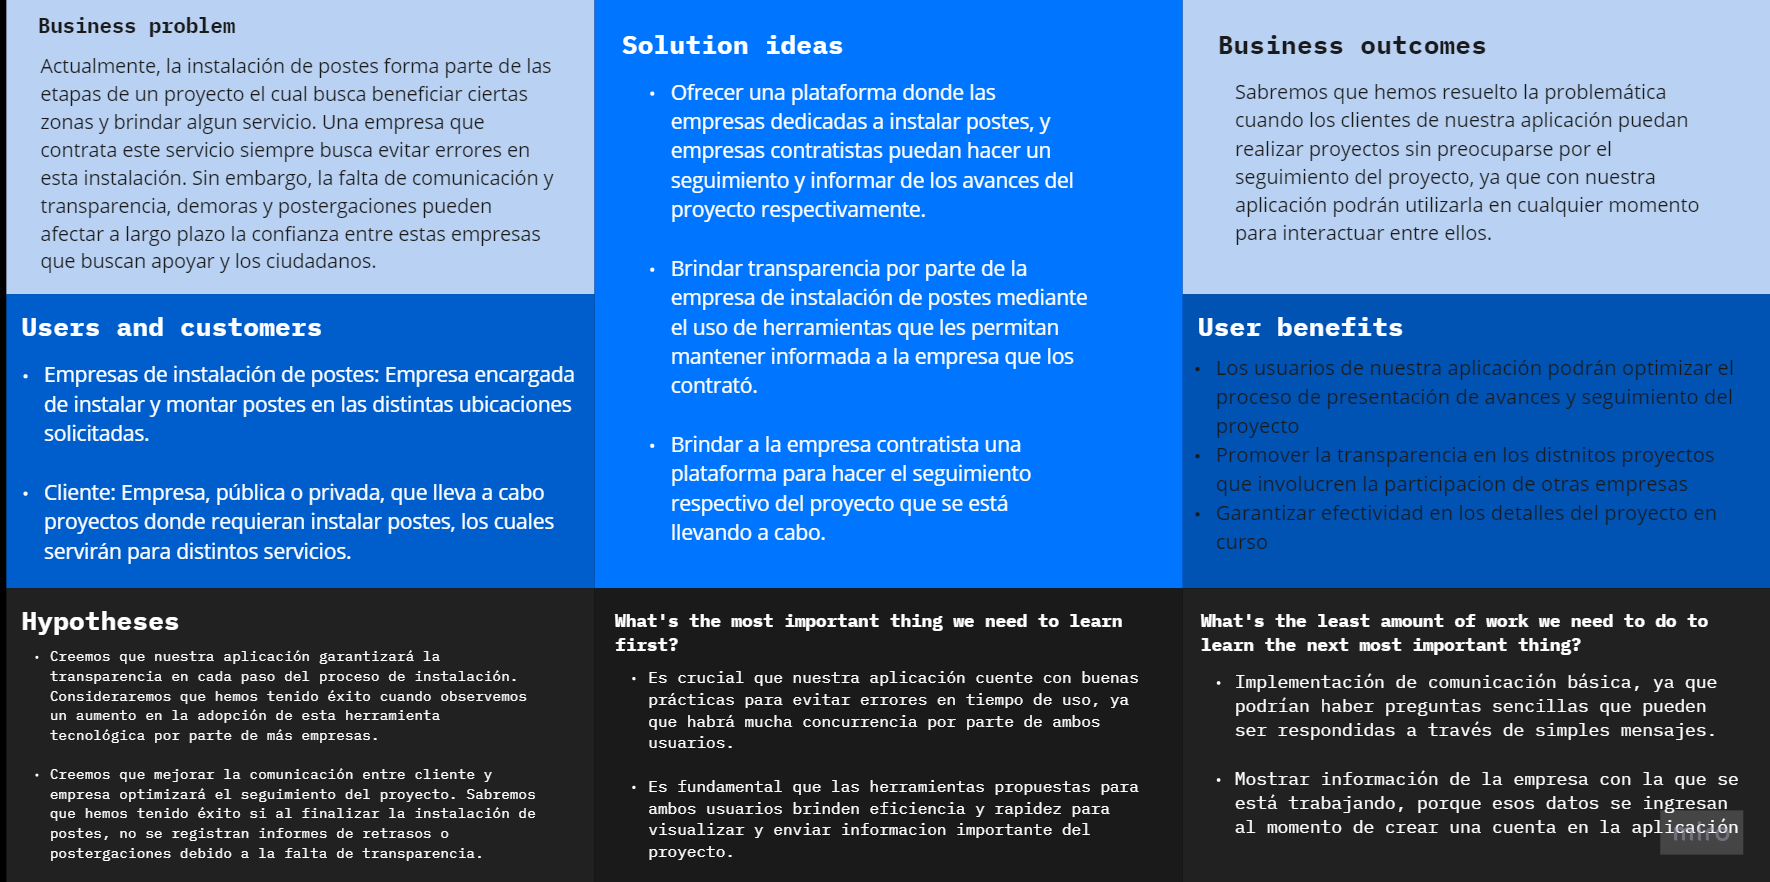 Business problem
Actualmente, la instalación de postes forma parte de las
etapas de un proyecto el cual busca beneficiar ciertas
zonas y brindar algun servicio. Una empresa que
contrata este servicio siempre busca evitar errores en
esta instalación. Sin embargo, la falta de comunicación y
transparencia, demoras y postergaciones pueden
afectar a largo plazo la confianza entre estas empresas
que buscan apoyar y los ciudadanos.
Solution ideas
• Ofrecer una plataforma donde las
empresas dedicadas a instalar postes, y
empresas contratistas puedan hacer un
seguimiento y informar de los avances del
proyecto respectivamente.
• Brindar transparencia por parte de la
empresa de instalación de postes mediante
el uso de herramientas que les permitan
mantener informada a la empresa que los
contrató.
• Brindar a la empresa contratista una
plataforma para hacer el seguimiento
respectivo del proyecto que se está
llevando a cabo.
Business outcomes
Sabremos que hemos resuelto la problemática
cuando los clientes de nuestra aplicación puedan
realizar proyectos sin preocuparse por el
seguimiento del proyecto, ya que con nuestra
aplicación podrán utilizarla en cualquier momento
para interactuar entre ellos.
Users and customers
• Empresas de instalación de postes: Empresa encargada
de instalar y montar postes en las distintas ubicaciones
solicitadas.
• Cliente: Empresa, pública o privada, que lleva a cabo
proyectos donde requieran instalar postes, los cuales
servirán para distintos servicios.
User benefits
• Los usuarios de nuestra aplicación podrán optimizar el
proceso de presentación de avances y seguimiento del
proyecto
• Promover la transparencia en los distnitos proyectos
que involucren la participacion de otras empresas
• Garantizar efectividad en los detalles del proyecto en
curso
Hypotheses
• Creemos que nuestra aplicación garantizará la
transparencia en cada paso del proceso de instalación.
Consideraremos que hemos tenido éxito cuando observemos
un aumento en la adopción de esta herramienta
tecnológica por parte de más empresas.
• Creemos que mejorar la comunicación entre cliente y
empresa optimizará el seguimiento del proyecto. Sabremos
que hemos tenido éxito si al finalizar la instalación de
postes, no se registran informes de retrasos o
postergaciones debido a la falta de transparencia.
What's the most important thing we need to learn
first?
• Es crucial que nuestra aplicación cuente con buenas
prácticas para evitar errores en tiempo de uso, ya
que habrá mucha concurrencia por parte de ambos
usuarios.
• Es fundamental que las herramientas propuestas para
ambos usuarios brinden eficiencia y rapidez para
visualizar y enviar informacion importante del
proyecto.
What's the least amount of work we need to do to
learn the next most important thing?
• Implementación de comunicación básica, ya que
podrían haber preguntas sencillas que pueden
ser respondidas a través de simples mensajes.
• Mostrar información de la empresa con la que se
está trabajando, porque esos datos se ingresan
al momento de crear una cuenta en la aplicación
miro